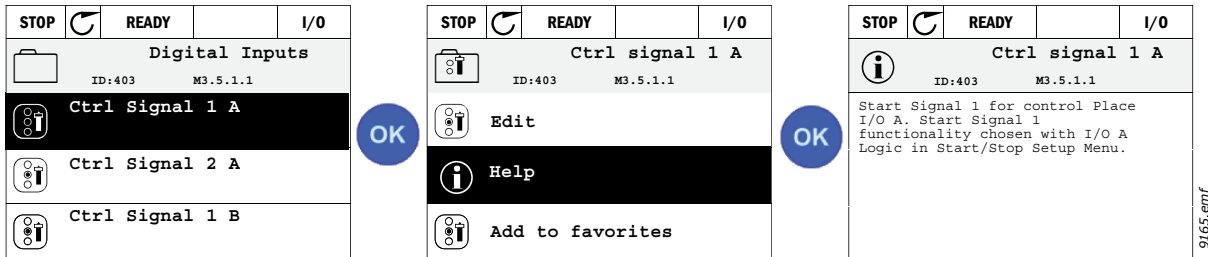 STOP READY I/O
Digital Inputs
ID:403 M3.5.1.1
Ctrl Signal 1 A
Ctrl Signal 2 A
Ctrl Signal 1 B
OK
STOP READY I/O
Ctrl signal 1 A
ID:403 M3.5.1.1
Edit
Help
Add to favorites
OK
STOP READY I/O
Ctrl signal 1 A
ID:403 M3.5.1.1
Start Signal 1 for control Place
I/O A. Start Signal 1
functionality chosen with I/O A
Logic in Start/Stop Setup Menu.
9165.emf